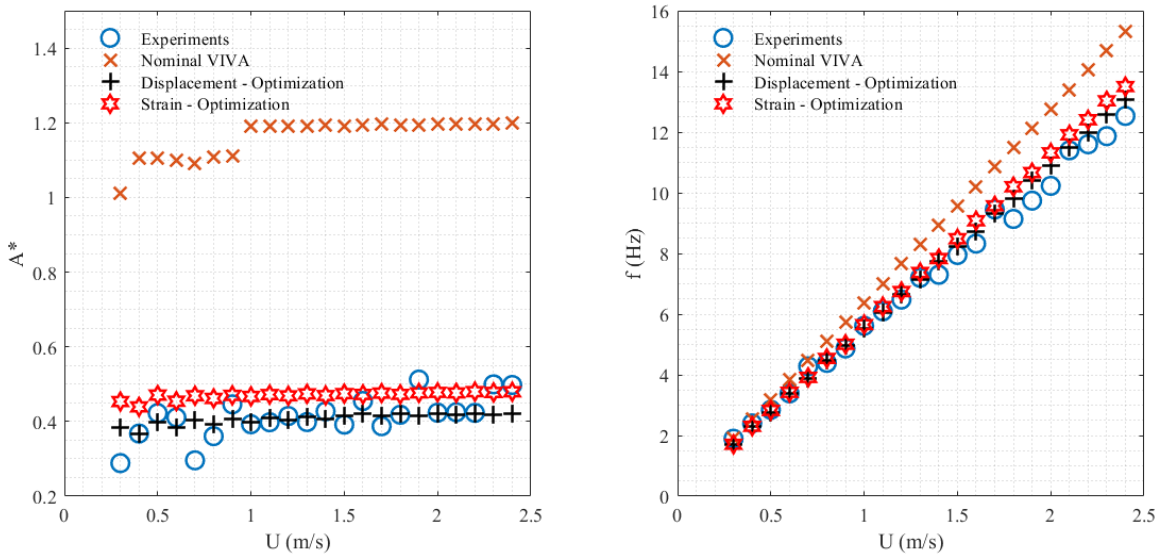 1.4
1.2
1
0.8
0.6
0.4
0.2
A*
Experiments
Nominal VIVA
Displacement - Optimization
Strain - Optimization
0
0.5
1
1.5
2
2.5
U (m/s)
16
14
12
10
8
6
4
2
0
f (Hz)
Experiments
Nominal VIVA
Displacement - Optimization
Strain - Optimization
0
0.5
1
1.5
2
2.5
U (m/s)